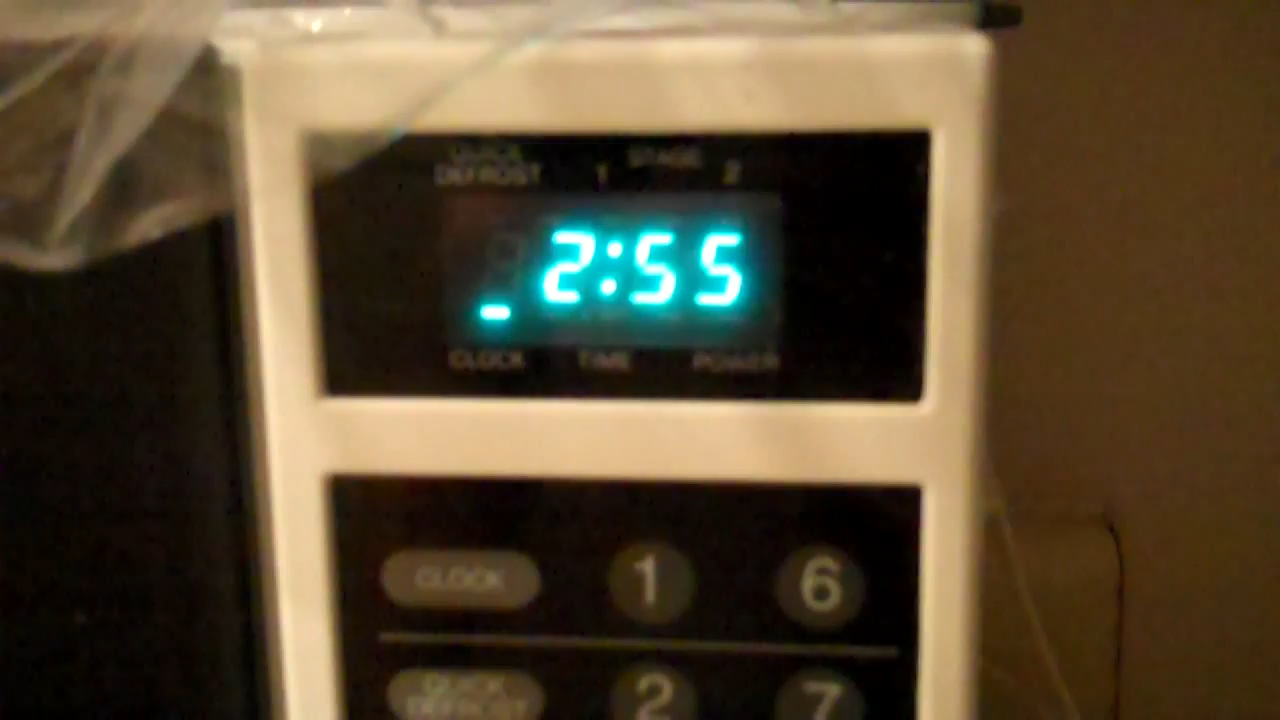 QUICK STAGE
DEFROST 1 2
2:55
CLOCK TIME POWER
CLOCK 1 6
QUICK 2 7
DEFROST